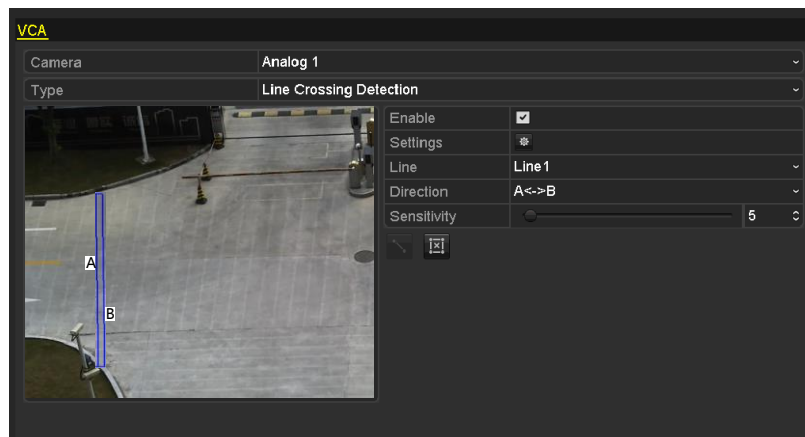 VCA
Camera Analog 1
Type Line Crossing Detection
Enable
Settings
Line Line1
Direction A<->B
Sensitivity 5
A
B